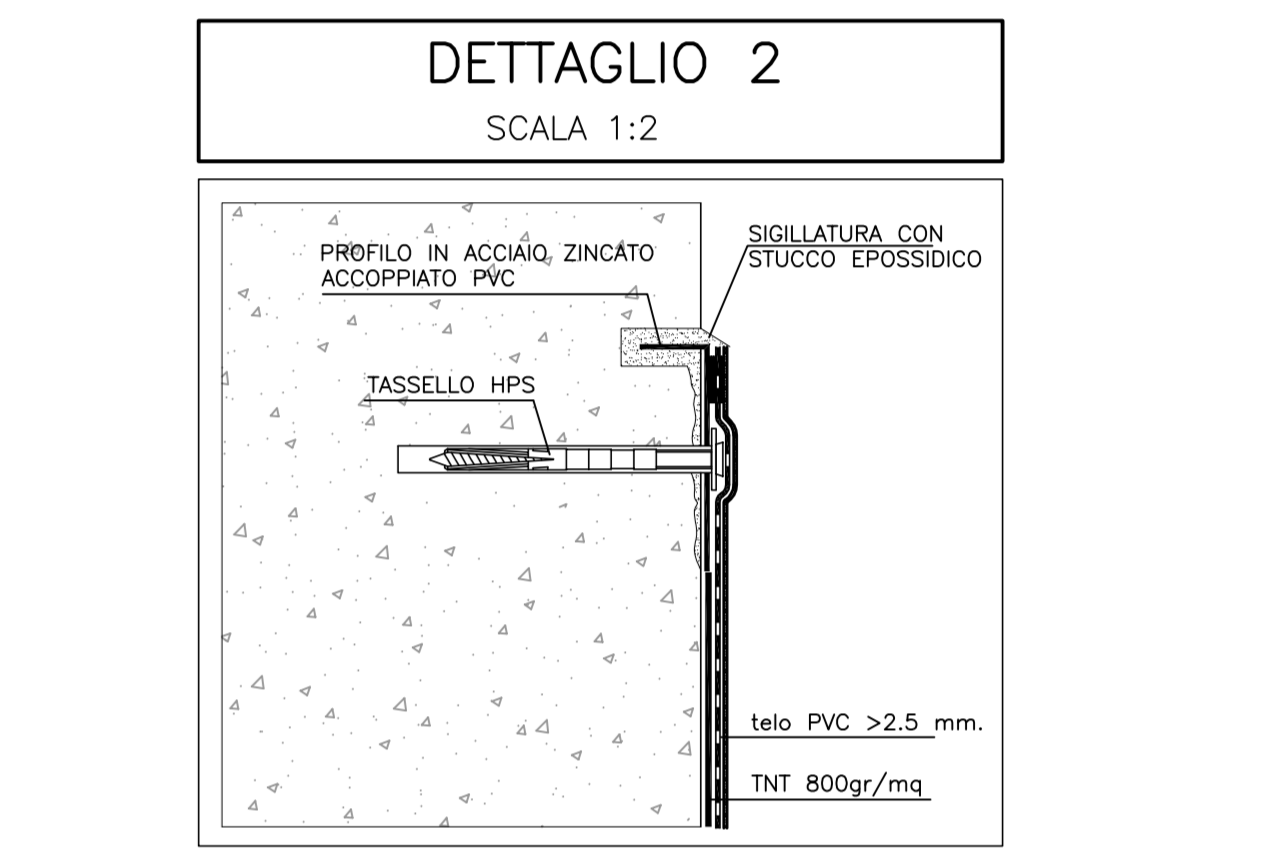 DETTAGLIO 2
SCALA 1:2
SIGILLATURA CON
STUCCO EPOSSIDICO
PROFILO IN ACCIAIO ZINCATO
ACCOPPIATO PVC
TASSELLO HPS
telo PVC >2.5 mm.
TNT 800gr/mq